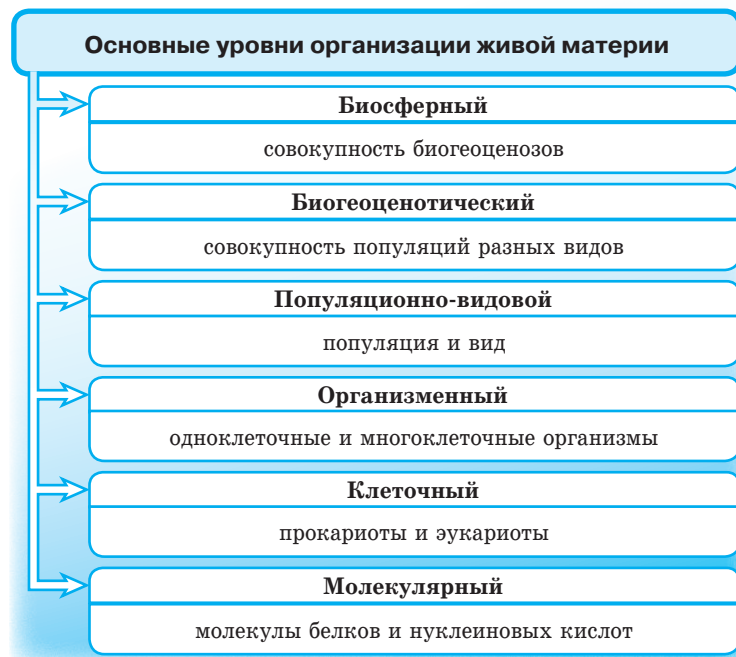 Основные уровни организации живой материи
Биосферный
совокупность биогеоценозов
Биогеоценотический
совокупность популяций разных видов
Популяционно-видовой
популяция и вид
Организменный
одноклеточные и многоклеточные организмы
Клеточный
прокариоты и эукариоты
Молекулярный
молекулы белков и нуклеиновых кислот